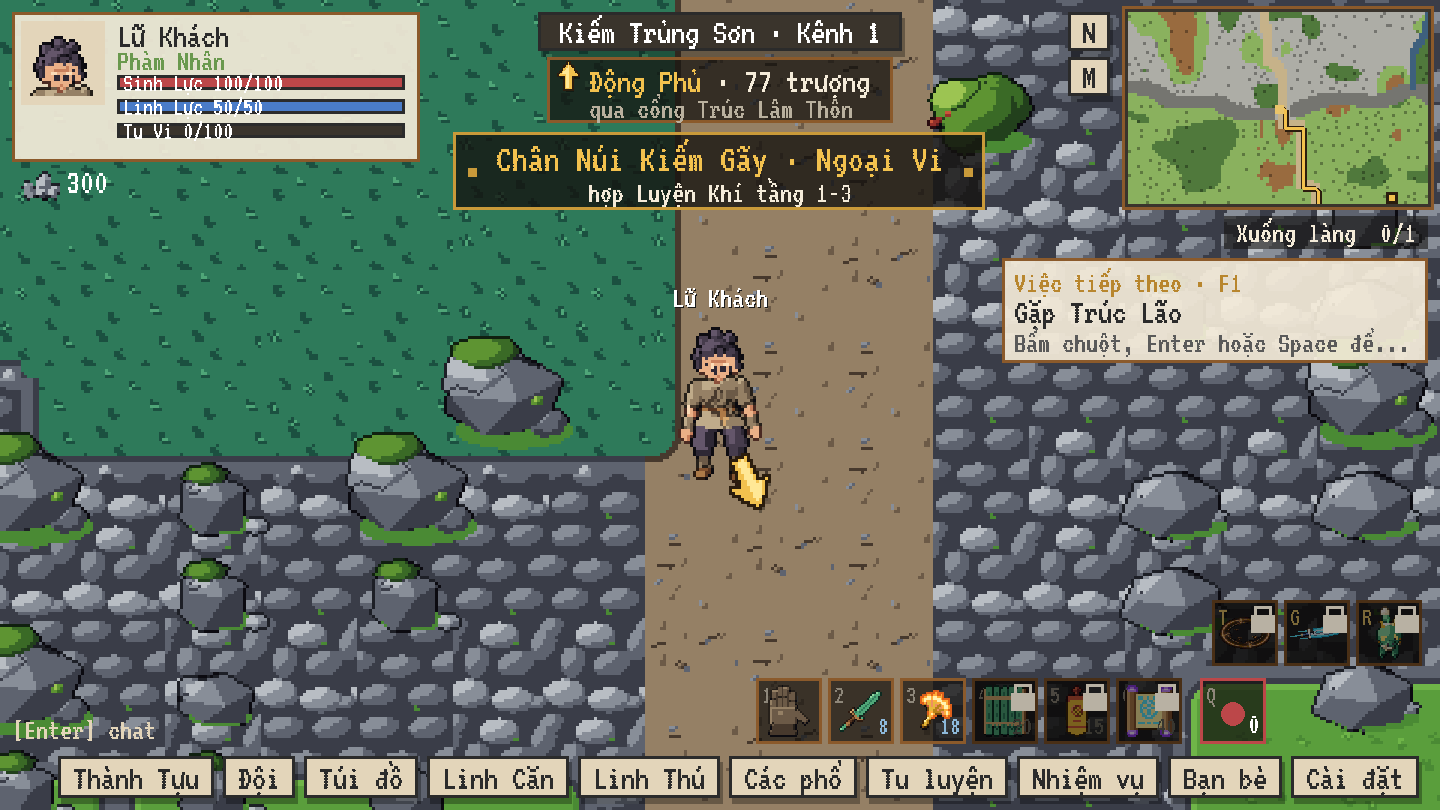 Lữ Khách
Phàm Nhân
Sinh Lực 100/100
Linh Lực 50/50
Tu Vi 0/100
300
Kiếm Trủng Sơn · Kênh 1
Động Phủ · 77 trượng
qua cổng Trúc Lâm Thôn
Chân Núi Kiếm Gãy · Ngoại Vi
hợp Luyện Khí tầng 1-3
N
M
Xuống làng 0/1
Việc tiếp theo · F1
Gặp Trúc Lão
Bấm chuột, Enter hoặc Space để...
Lữ Khách
T
G
R
1
2
8
3
18
5
15
Q
0
[Enter] chat
Thành Tựu
Đội
Túi đồ
Linh Căn
Linh Thú
Các phổ
Tu luyện
Nhiệm vụ
Bạn bè
Cài đặt